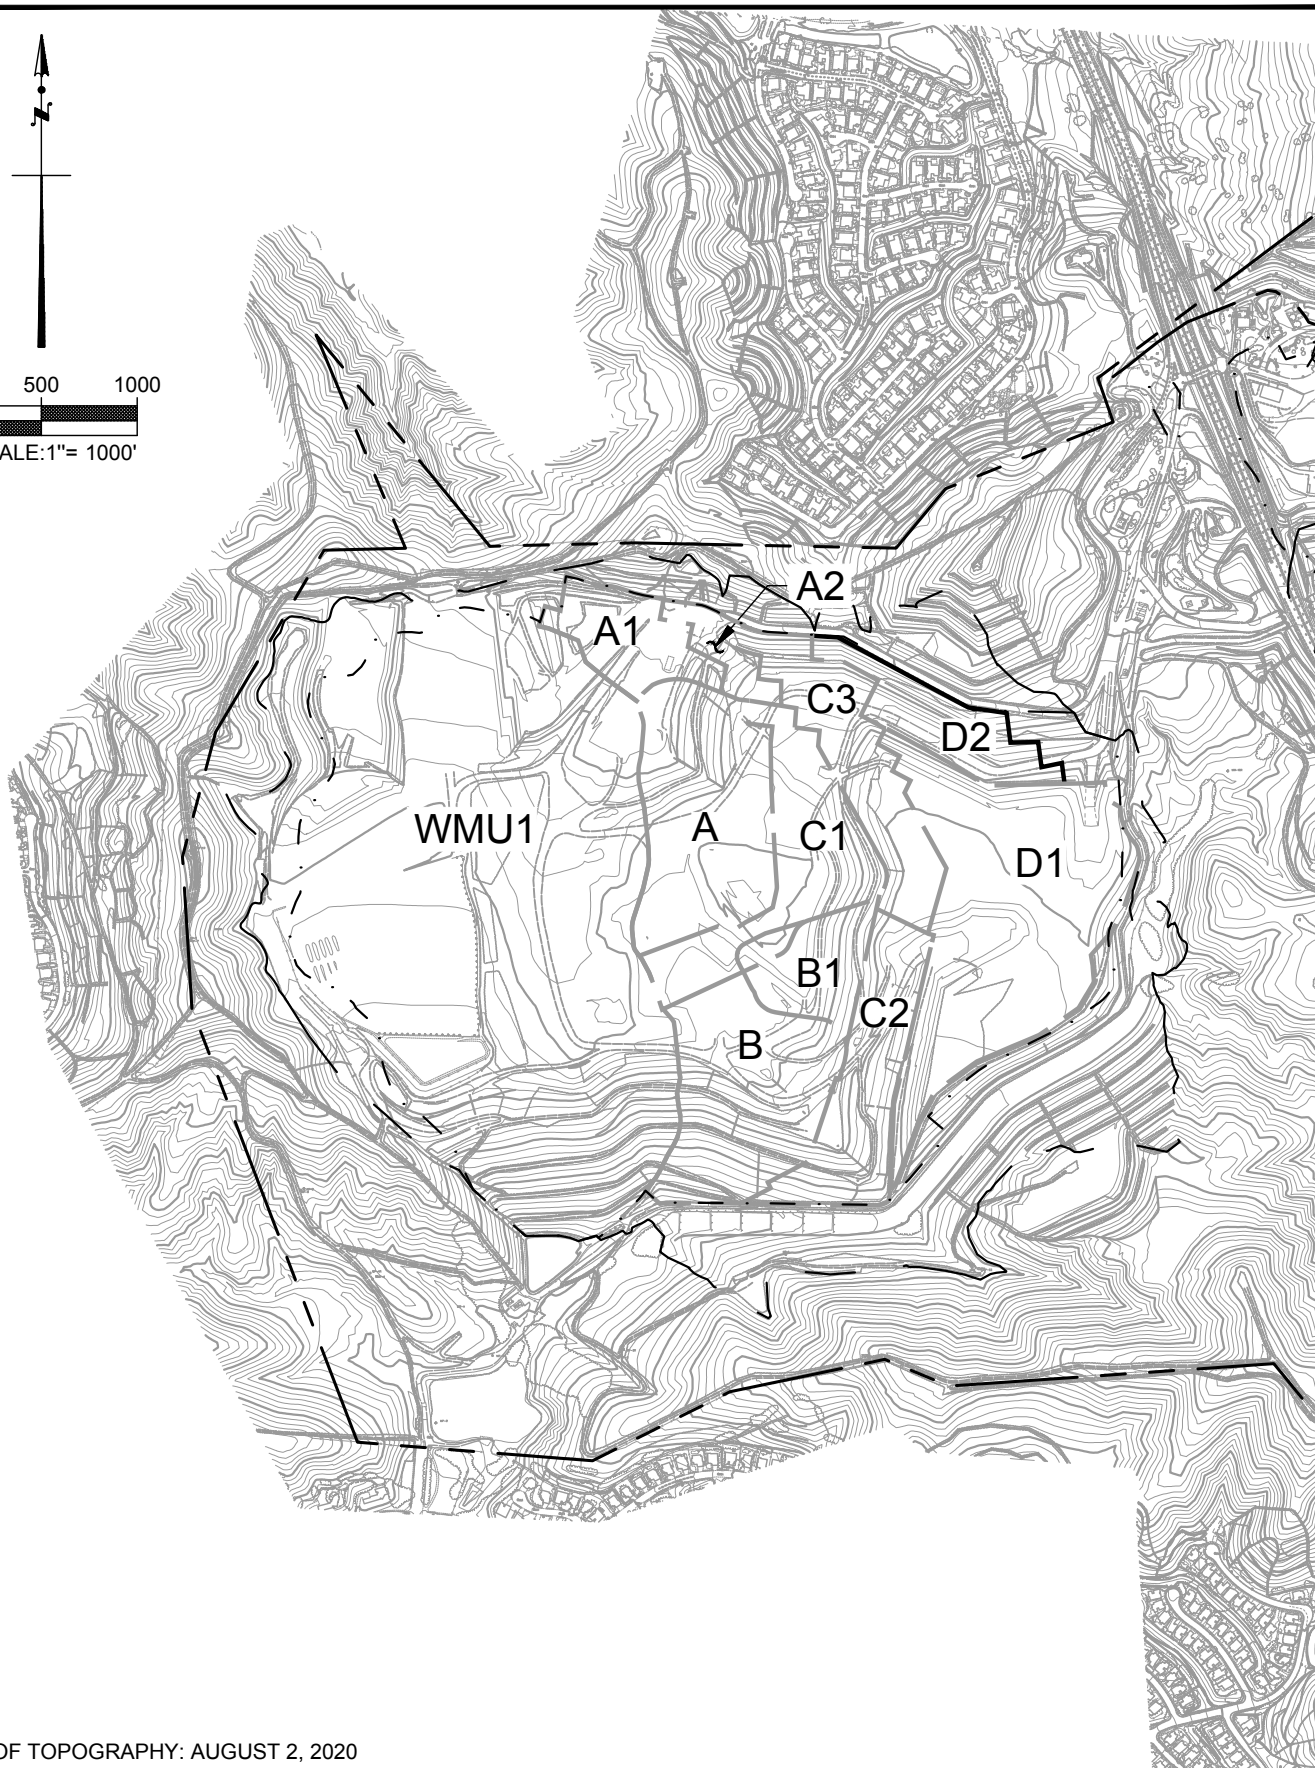 N
500 1000
ALE:1"= 1000'
A2
A1
C3
D2
WMU1
A
C1
D1
B1
C2
B
OF TOPOGRAPHY: AUGUST 2, 2020